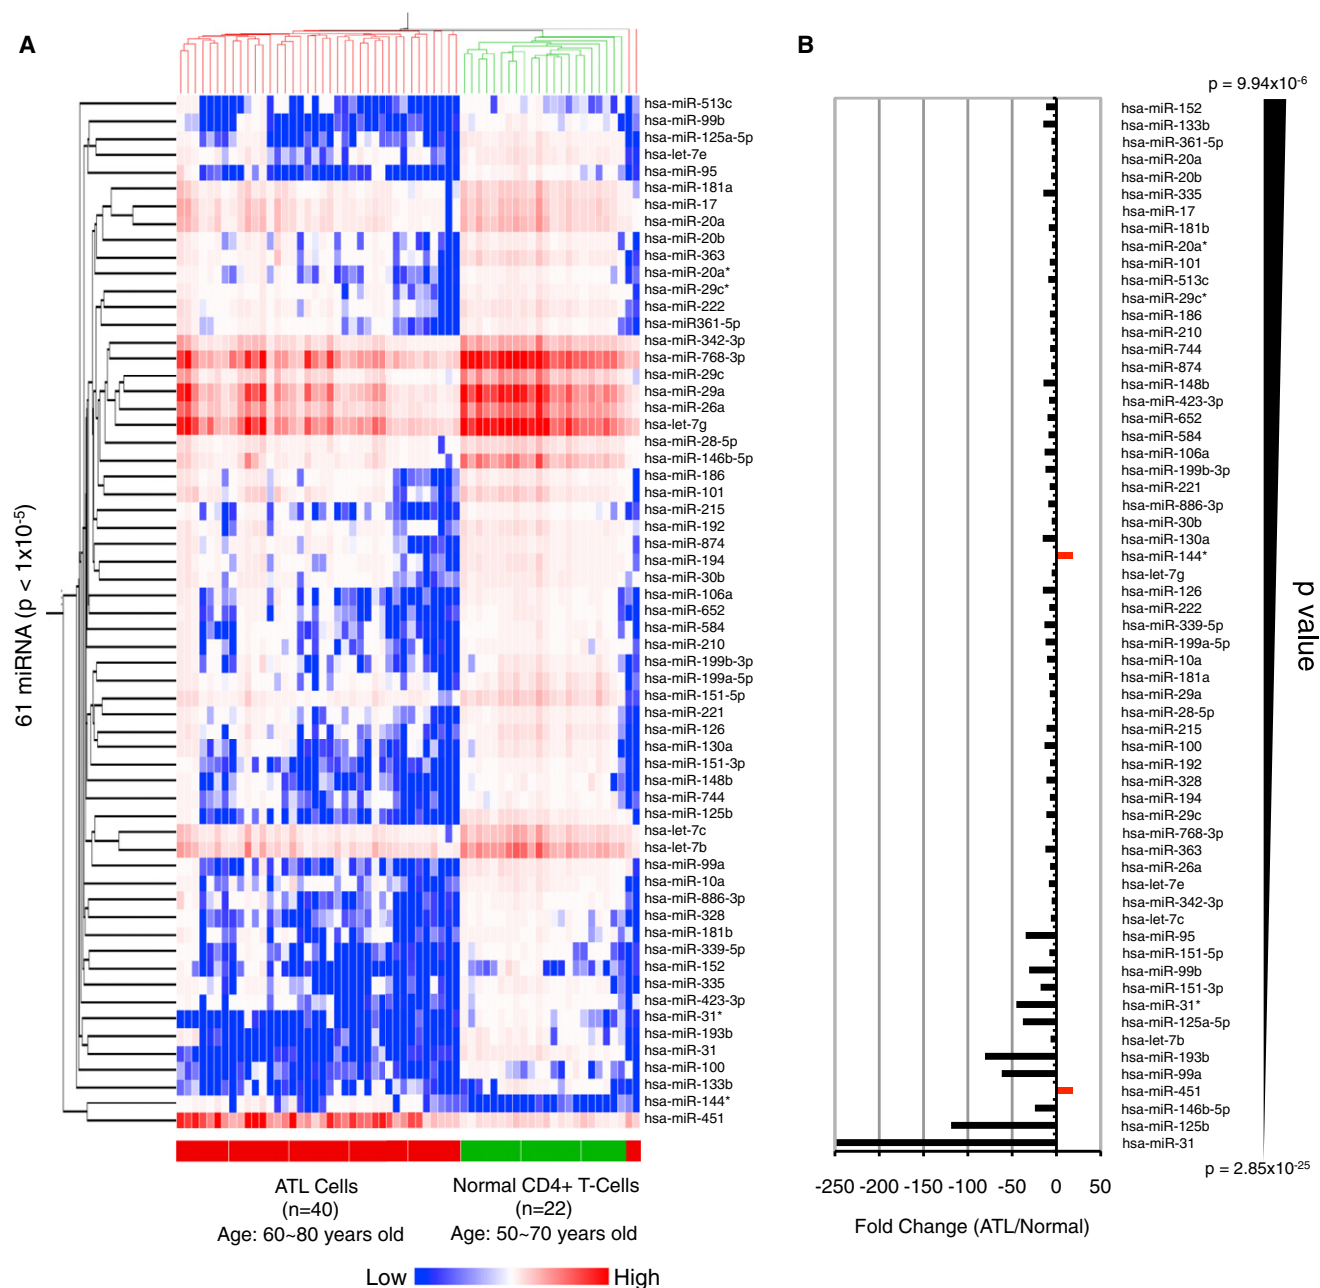 A
61 miRNA (p < 1x10-5)
hsa-miR-513c
hsa-miR-99b
hsa-miR-125a-5p
hsa-let-7e
hsa-miR-95
hsa-miR-181a
hsa-miR-17
hsa-miR-20a
hsa-miR-20b
hsa-miR-363
hsa-miR-20a*
hsa-miR-29c*
hsa-miR-222
hsa-miR361-5p
hsa-miR-342-3p
hsa-miR-768-3p
hsa-miR-29c
hsa-miR-29a
hsa-miR-26a
hsa-let-7g
hsa-miR-28-5p
hsa-miR-146b-5p
hsa-miR-186
hsa-miR-101
hsa-miR-215
hsa-miR-192
hsa-miR-874
hsa-miR-194
hsa-miR-30b
hsa-miR-106a
hsa-miR-652
hsa-miR-584
hsa-miR-210
hsa-miR-199b-3p
hsa-miR-199a-5p
hsa-miR-151-5p
hsa-miR-221
hsa-miR-126
hsa-miR-130a
hsa-miR-151-3p
hsa-miR-148b
hsa-miR-744
hsa-miR-125b
hsa-let-7c
hsa-let-7b
hsa-miR-99a
hsa-miR-10a
hsa-miR-886-3p
hsa-miR-328
hsa-miR-181b
hsa-miR-339-5p
hsa-miR-152
hsa-miR-335
hsa-miR-423-3p
hsa-miR-31*
hsa-miR-193b
hsa-miR-31
hsa-miR-100
hsa-miR-133b
hsa-miR-144*
hsa-miR-451
ATL Cells
(n=40)
Age: 60~80 years old
Normal CD4+ T-Cells
(n=22)
Age: 50~70 years old
Low
High
B
p = 9.94x10-6
hsa-miR-152
hsa-miR-133b
hsa-miR-361-5p
hsa-miR-20a
hsa-miR-20b
hsa-miR-335
hsa-miR-17
hsa-miR-181b
hsa-miR-20a*
hsa-miR-101
hsa-miR-513c
hsa-miR-29c*
hsa-miR-186
hsa-miR-210
hsa-miR-744
hsa-miR-874
hsa-miR-148b
hsa-miR-423-3p
hsa-miR-652
hsa-miR-584
hsa-miR-106a
hsa-miR-199b-3p
hsa-miR-221
hsa-miR-886-3p
hsa-miR-30b
hsa-miR-130a
hsa-miR-144*
hsa-let-7g
hsa-miR-126
hsa-miR-222
hsa-miR-339-5p
hsa-miR-199a-5p
hsa-miR-10a
hsa-miR-181a
hsa-miR-29a
hsa-miR-28-5p
hsa-miR-215
hsa-miR-100
hsa-miR-192
hsa-miR-328
hsa-miR-194
hsa-miR-29c
hsa-miR-768-3p
hsa-miR-363
hsa-miR-26a
hsa-let-7e
hsa-miR-342-3p
hsa-let-7c
hsa-miR-95
hsa-miR-151-5p
hsa-miR-99b
hsa-miR-151-3p
hsa-miR-31*
hsa-miR-125a-5p
hsa-let-7b
hsa-miR-193b
hsa-miR-99a
hsa-miR-451
hsa-miR-146b-5p
hsa-miR-125b
hsa-miR-31
p value
p = 2.85x10-25
-250 -200 -150 -100 -50 0 50
Fold Change (ATL/Normal)